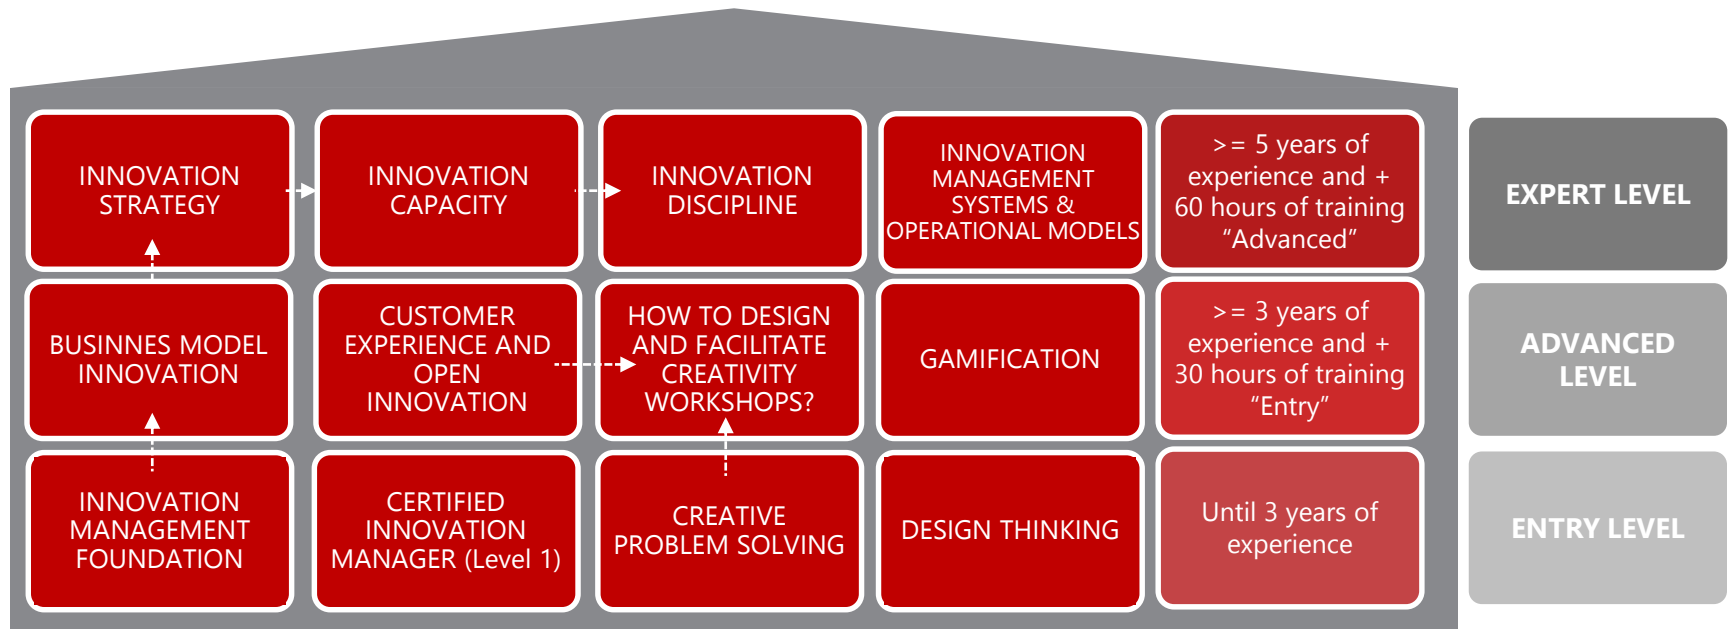 INNOVATION
STRATEGY
INNOVATION
CAPACITY
INNOVATION
DISCIPLINE
INNOVATION
MANAGEMENT
SYSTEMS &
OPERATIONAL MODELS
>= 5 years of
experience and +
60 hours of training
“Advanced”
EXPERT LEVEL
BUSINNES MODEL
INNOVATION
CUSTOMER
EXPERIENCE AND
OPEN
INNOVATION
HOW TO DESIGN
AND FACILITATE
CREATIVITY
WORKSHOPS?
GAMIFICATION
>= 3 years of
experience and +
30 hours of training
“Entry”
ADVANCED
LEVEL
INNOVATION
MANAGEMENT
FOUNDATION
CERTIFIED
INNOVATION
MANAGER (Level 1)
CREATIVE
PROBLEM SOLVING
DESIGN THINKING
Until 3 years of
experience
ENTRY LEVEL